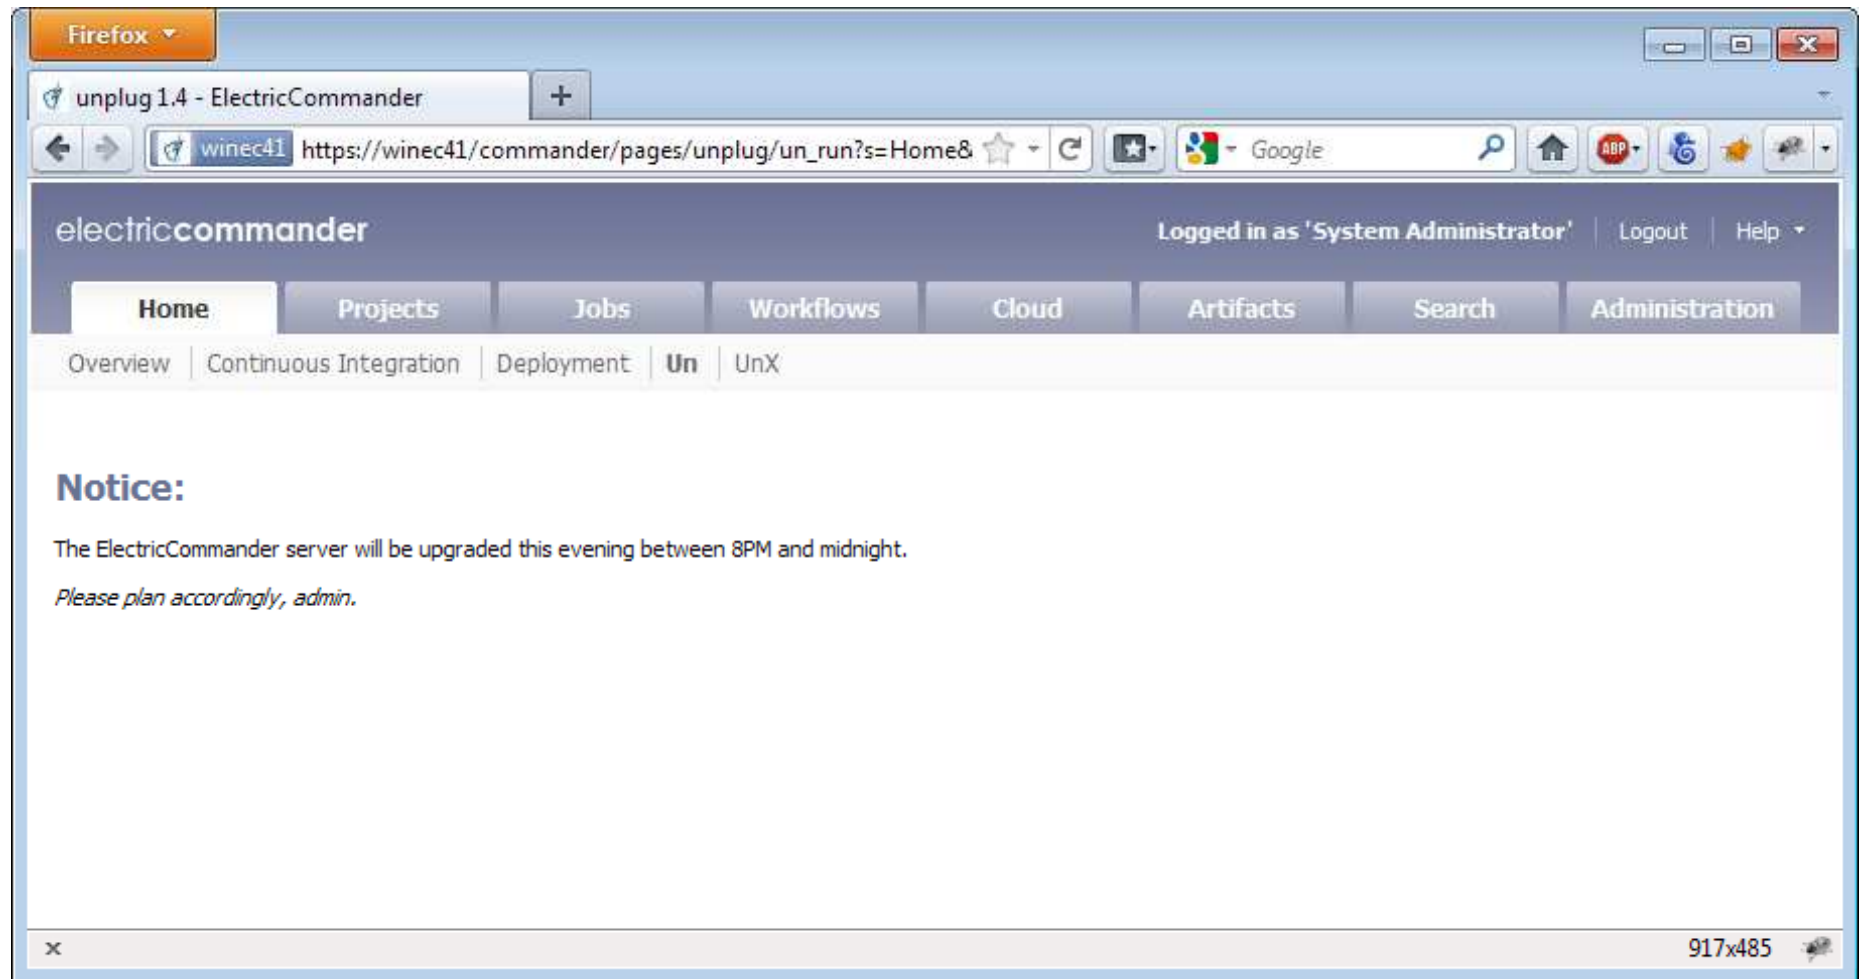 Firefox
unplug 1.4 - ElectricCommander
winec41 https://winec41/commander/pages/unplug/un_run?s=Home& Google ABP
electriccommander Logged in as 'System Administrator' Logout Help
Home Projects Jobs Workflows Cloud Artifacts Search Administration
Overview Continuous Integration Deployment Un UnX
Notice:
The ElectricCommander server will be upgraded this evening between 8PM and midnight.
Please plan accordingly, admin.
917x485